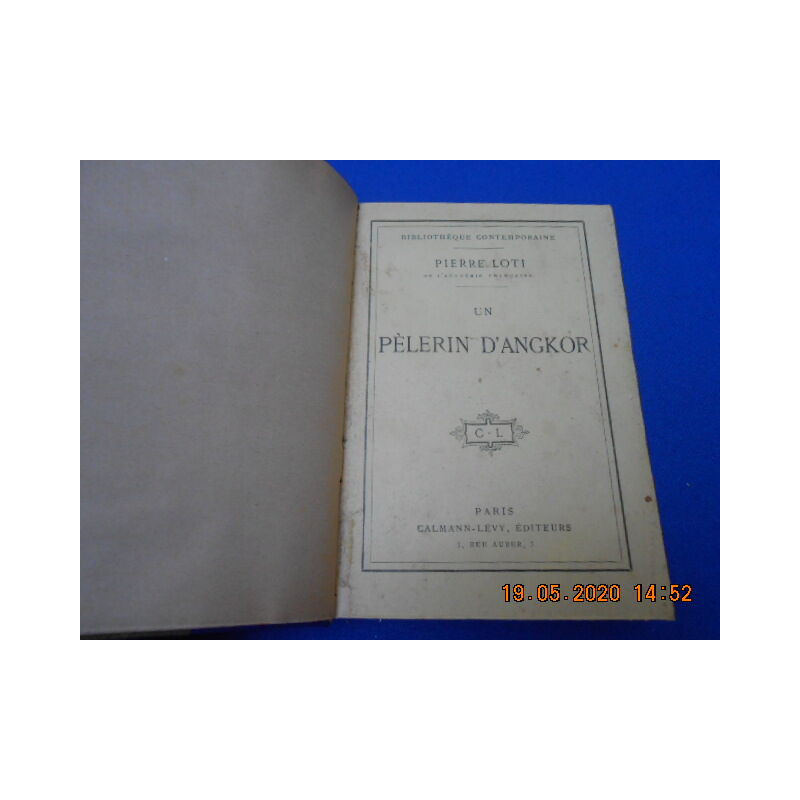 BIBLIOTHÈQUE CONTEMPORAINE
PIERRE LOTI
DE L'ACADÉMIE FRANÇAISE
UN
PÈLERIN D'ANGKOR
C-L
PARIS
CALMANN-LÉVY, ÉDITEURS
3, RUE AUBER, 3
19.05.2020 14:52